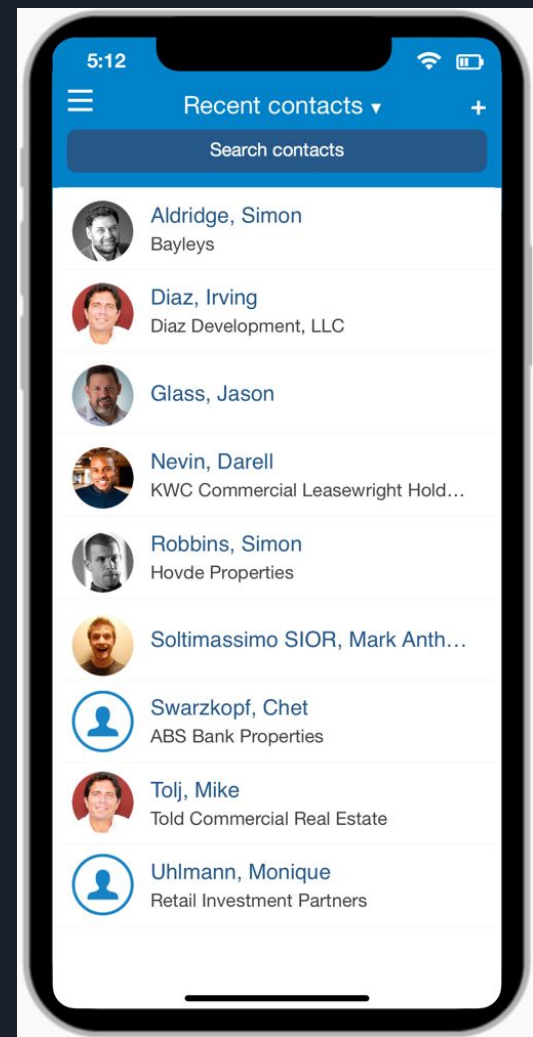 5:12
Recent contacts ▾
+
Search contacts
Aldridge, Simon
Bayleys
Diaz, Irving
Diaz Development, LLC
Glass, Jason
Nevin, Darell
KWC Commercial Leasewright Hold…
Robbins, Simon
Hovde Properties
Soltimassimo SIOR, Mark Anth…
Swarzkopf, Chet
ABS Bank Properties
Tolj, Mike
Told Commercial Real Estate
Uhlmann, Monique
Retail Investment Partners